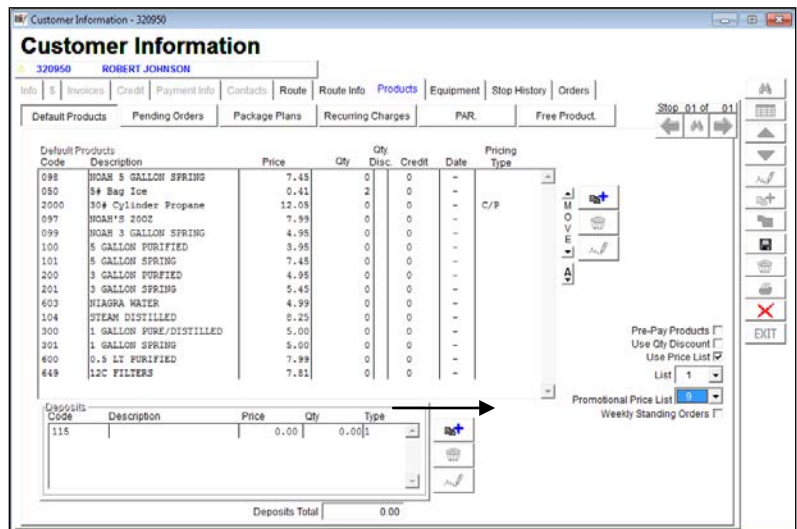 Customer Information - 320950
Customer Information
320950 ROBERT JOHNSON
Info $ Invoices Credit Payment Info Contacts Route Route Info Products Equipment Stop History Orders
Default Products Pending Orders Package Plans Recurring Charges PAR. Free Product.
Stop 01 of 01
Default Products
Code Description Price Qty Qty. Disc. Credit Date Pricing Type
098 NOAH 5 GALLON SPRING 7.45 0 0 -
050 5# Bag Ice 0.41 2 0 -
2000 30# Cylinder Propane 12.05 0 0 - C/P
097 NOAH'S 20OZ 7.99 0 0 -
099 NOAH 3 GALLON SPRING 4.95 0 0 -
100 5 GALLON PURIFIED 3.95 0 0 -
101 5 GALLON SPRING 7.45 0 0 -
200 3 GALLON PURFIED 4.95 0 0 -
201 3 GALLON SPRING 5.45 0 0 -
603 NIAGRA WATER 4.99 0 0 -
104 STEAM DISTILLED 8.25 0 0 -
300 1 GALLON PURE/DISTILLED 5.00 0 0 -
301 1 GALLON SPRING 5.00 0 0 -
600 0.5 LT PURIFIED 7.99 0 0 -
649 12C FILTERS 7.81 0 0 -
MOVE
A
EXIT
Pre-Pay Products
Use Qty Discount
Use Price List
List 1
Promotional Price List 9
Weekly Standing Orders
Deposits
Code Description Price Qty Type
115 0.00 0.00 1
Deposits Total 0.00